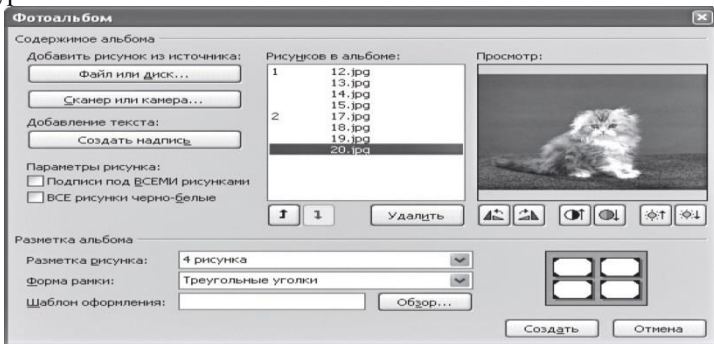 Фотоальбом
Содержимое альбома
Добавить рисунок из источника:
Файл или диск...
Сканер или камера...
Добавление текста:
Создать надпись
Параметры рисунка:
Подписи под ВСЕМИ рисунками
ВСЕ рисунки черно-белые
Рисунков в альбоме:
1 12.jpg
13.jpg
14.jpg
15.jpg
2 17.jpg
18.jpg
19.jpg
20.jpg
Удалить
Просмотр:
Разметка альбома
Разметка рисунка: 4 рисунка
Форма рамки: Треугольные уголки
Шаблон оформления: Обзор...
Создать Отмена